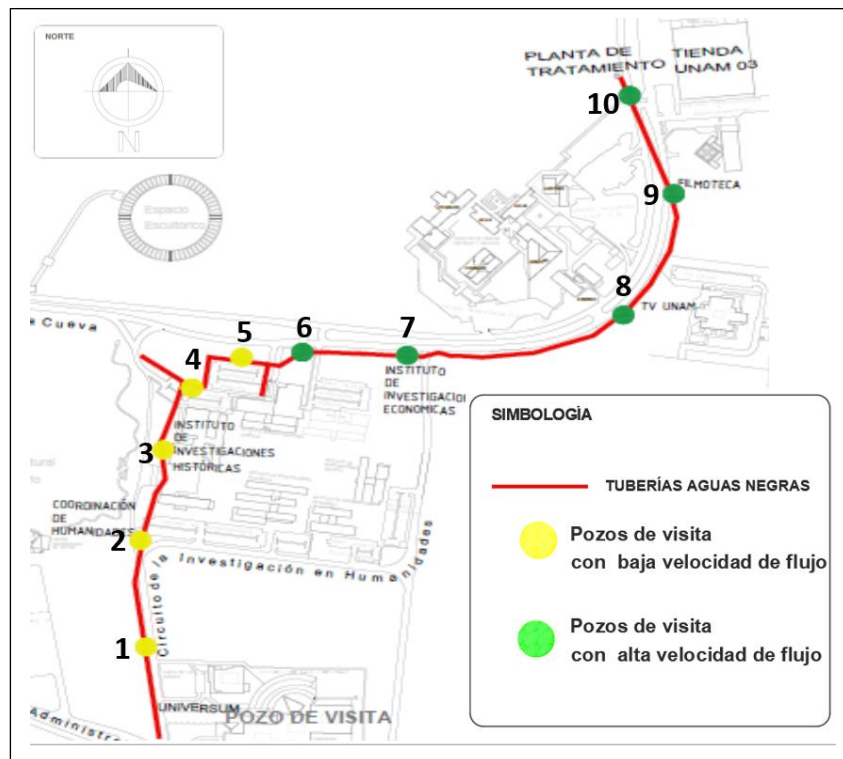 NORTE
N
PLANTA DE
TRATAMIENTO
TIENDA
UNAM 03
10
FILMOTECA
9
Espacio
Escultorico
8
TV UNAM
a Cueva
5
6
7
4
INSTITUTO
DE
INVESTIGACIO
ECONOMICAS
3
INSTITUTO
DE
INVESTIGACIONES
HISTÓRICAS
COORDINACIÓN
DE
HUMANIDADES
2
Circuito de la Investigación en Humanidades
1
UNIVERSUM
POZO DE VISITA
Administra
SIMBOLOGÌA
TUBERÍAS AGUAS NEGRAS
Pozos de visita
con baja velocidad de flujo
Pozos de visita
con alta velocidad de flujo